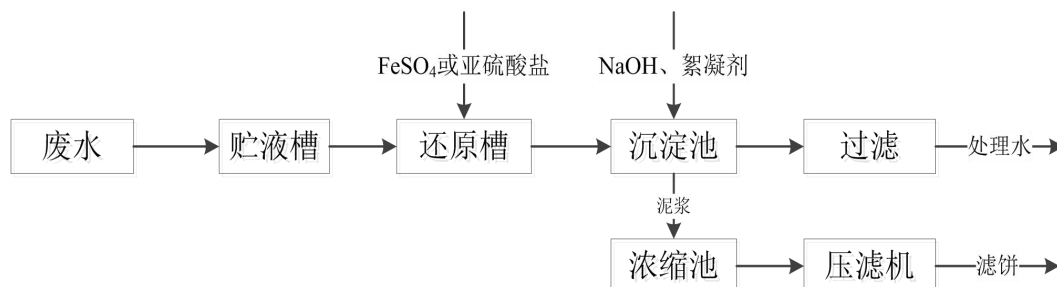 FeSO₄或亚硫酸盐
NaOH、絮凝剂
废水
贮液槽
还原槽
沉淀池
过滤
处理水
泥浆
浓缩池
压滤机
滤饼